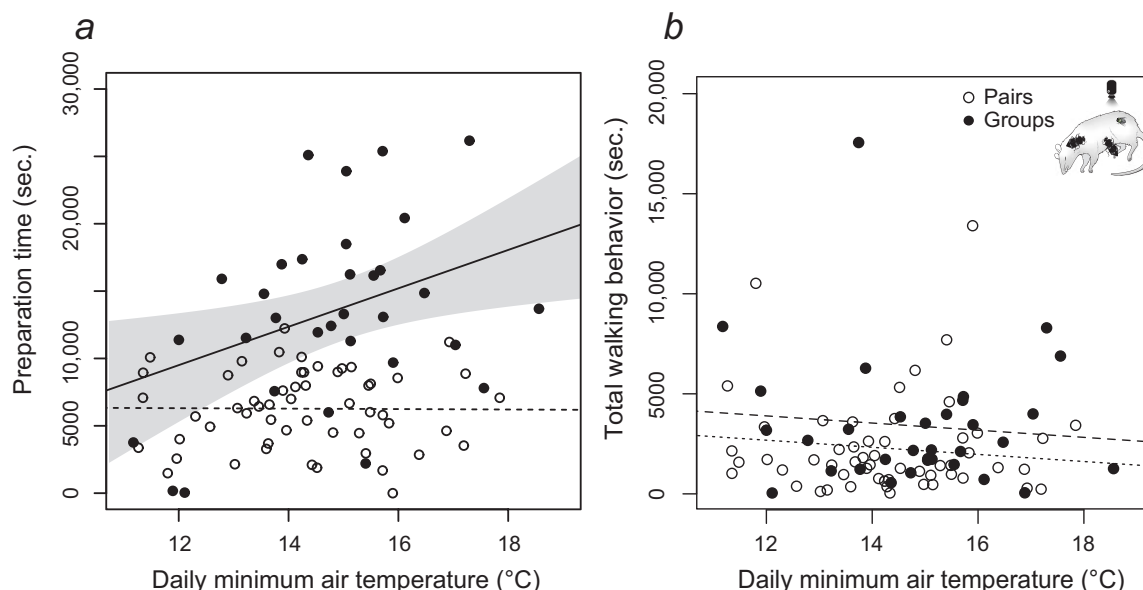 a
Preparation time (sec.)
30,000
20,000
10,000
5000
0
12 14 16 18
Daily minimum air temperature (°C)
b
Total walking behavior (sec.)
20,000
15,000
10,000
5000
0
Pairs
Groups
12 14 16 18
Daily minimum air temperature (°C)